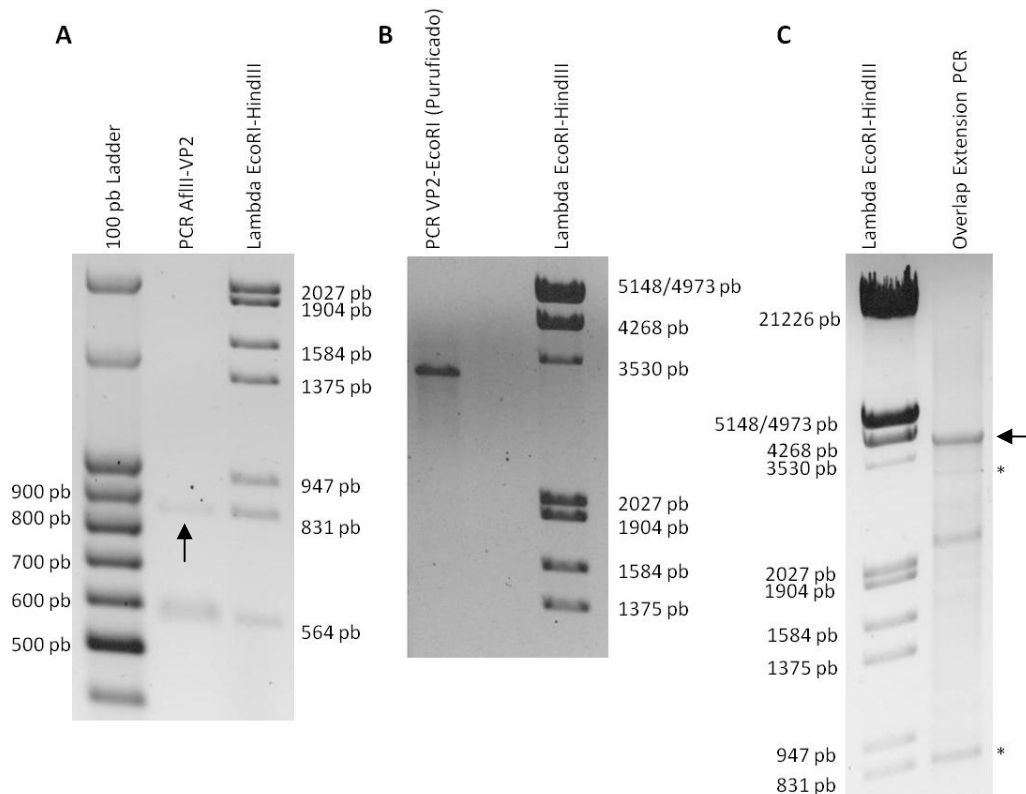 A
100 pb Ladder
PCR AflII-VP2
Lambda EcoRI-HindIII
2027 pb
1904 pb
1584 pb
1375 pb
947 pb
831 pb
564 pb
900 pb
800 pb
700 pb
600 pb
500 pb
B
PCR VP2-EcoRI (Puruficado)
Lambda EcoRI-HindIII
5148/4973 pb
4268 pb
3530 pb
2027 pb
1904 pb
1584 pb
1375 pb
C
Lambda EcoRI-HindIII
Overlap Extension PCR
21226 pb
5148/4973 pb
4268 pb
3530 pb
*
2027 pb
1904 pb
1584 pb
1375 pb
947 pb
*
831 pb